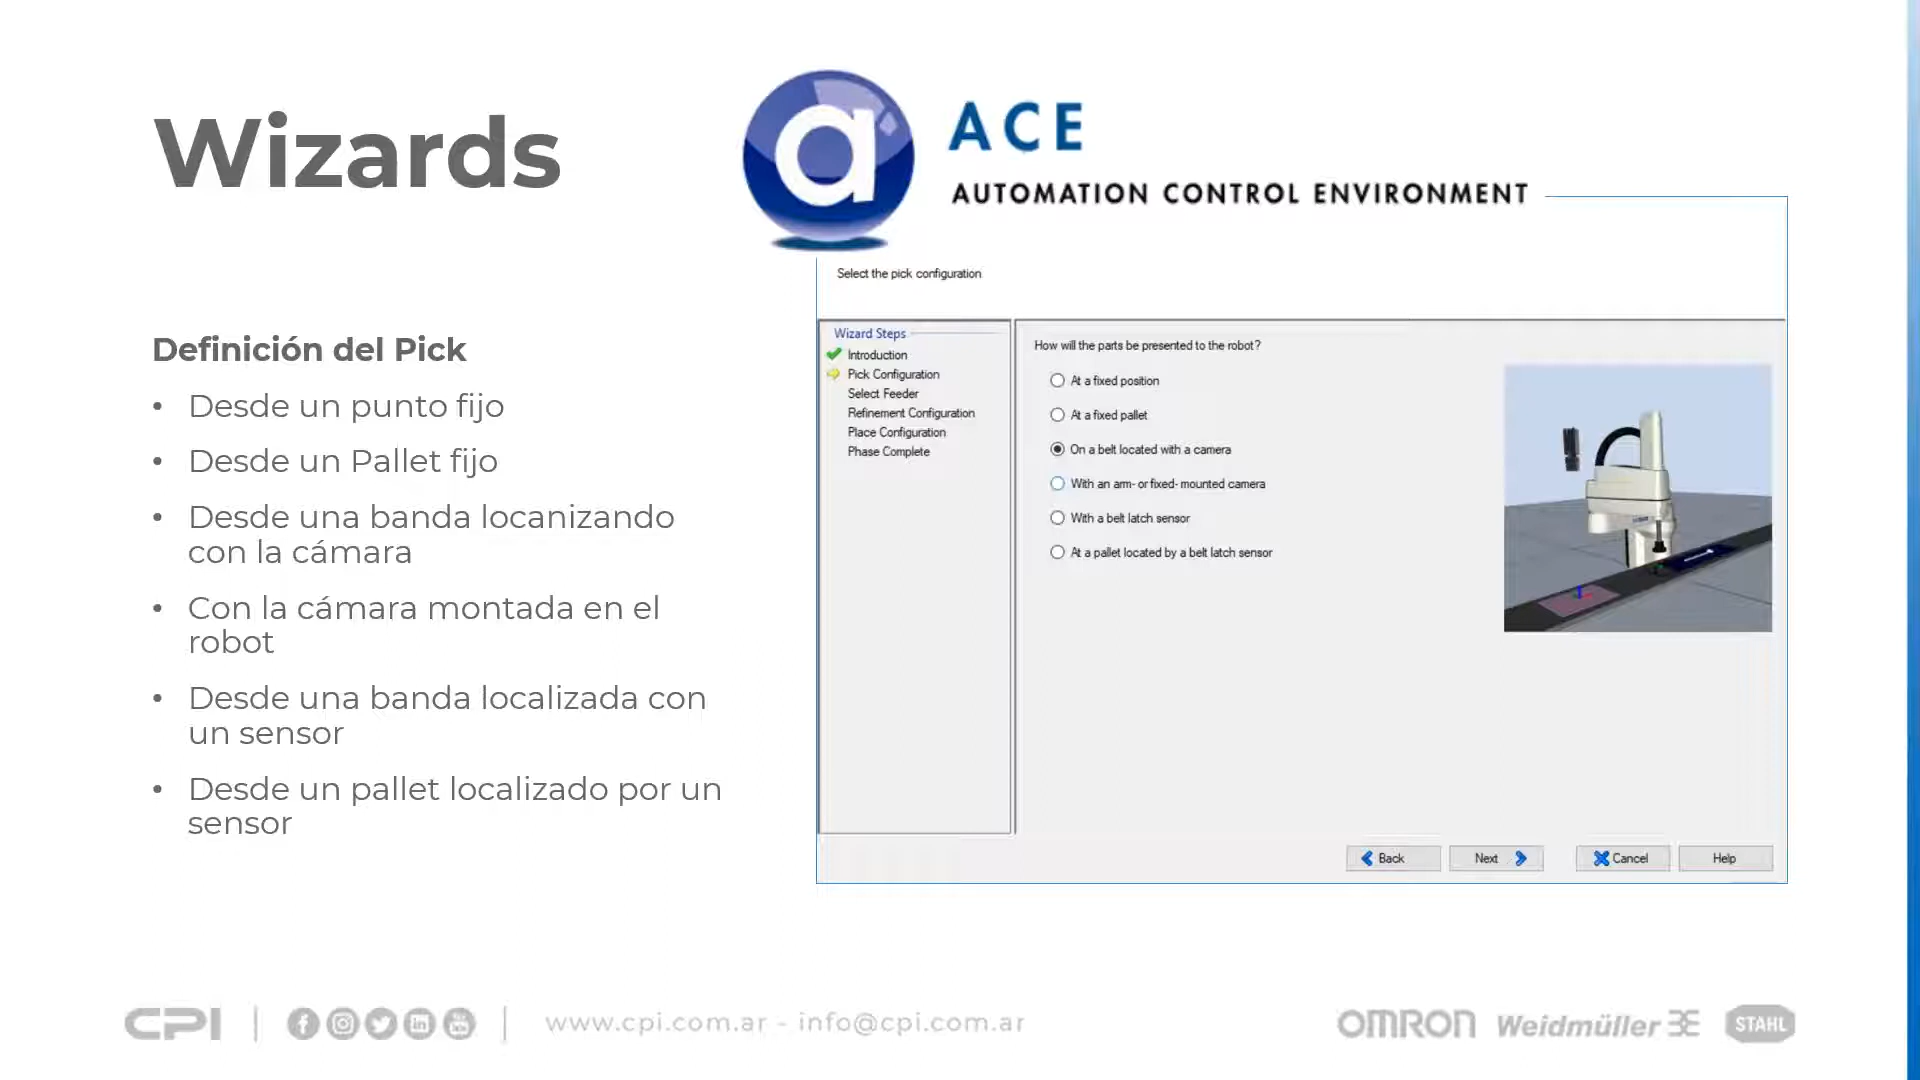 Wizards
a
ACE
AUTOMATION CONTROL ENVIRONMENT
Definición del Pick
• Desde un punto fijo
• Desde un Pallet fijo
• Desde una banda locanizando
con la cámara
• Con la cámara montada en el
robot
• Desde una banda localizada con
un sensor
• Desde un pallet localizado por un
sensor
Select the pick configuration
Wizard Steps
Introduction
Pick Configuration
Select Feeder
Refinement Configuration
Place Configuration
Phase Complete
How will the parts be presented to the robot?
At a fixed position
At a fixed pallet
On a belt located with a camera
With an arm- or fixed- mounted camera
With a belt latch sensor
At a pallet located by a belt latch sensor
Back
Next
Cancel
Help
CPI
www.cpi.com.ar - info@cpi.com.ar
OMRON
Weidmüller
STAHL